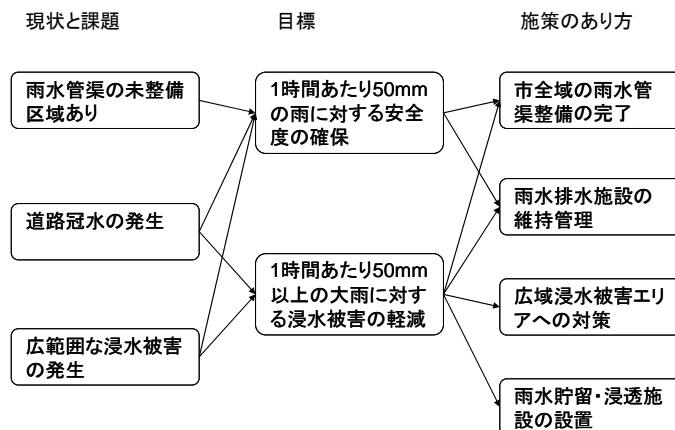 現状と課題
目標
施策のあり方
雨水管渠の未整備
区域あり
道路冠水の発生
広範囲な浸水被害
の発生
1時間あたり50mm
の雨に対する安全
度の確保
1時間あたり50mm
以上の大雨に対す
る浸水被害の軽減
市全域の雨水管
渠整備の完了
雨水排水施設の
維持管理
広域浸水被害エリ
アへの対策
雨水貯留・浸透施
設の設置